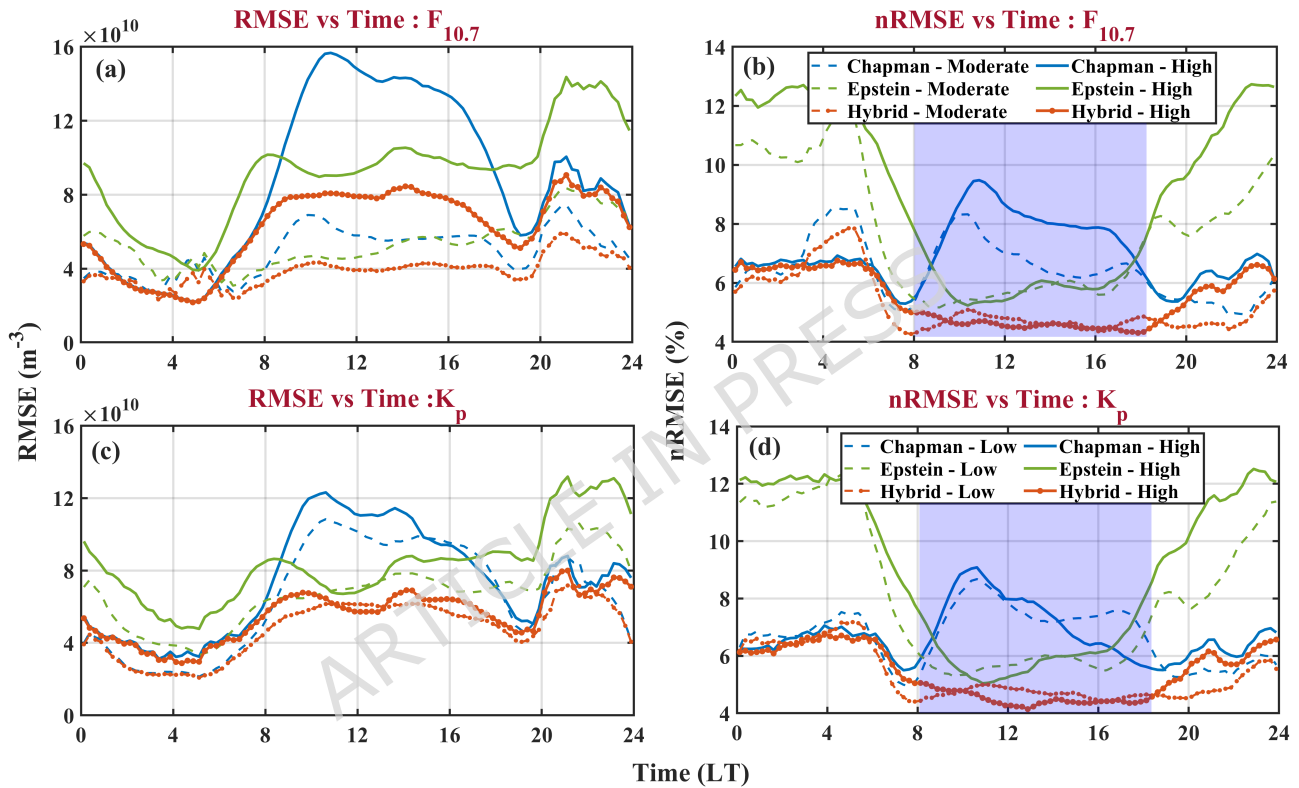 RMSE vs Time : F10.7
×10^10
(a)
16
12
8
4
0
0 4 8 12 16 20 24
nRMSE vs Time : F10.7
(b)
Chapman - Moderate Chapman - High
Epstein - Moderate Epstein - High
Hybrid - Moderate Hybrid - High
14
12
10
8
6
4
0 4 8 12 16 20 24
RMSE (m^-3)
nRMSE (%)
RMSE vs Time :Kp
×10^10
(c)
16
12
8
4
0
0 4 8 12 16 20 24
nRMSE vs Time : Kp
(d)
Chapman - Low Chapman - High
Epstein - Low Epstein - High
Hybrid - Low Hybrid - High
14
12
10
8
6
4
0 4 8 12 16 20 24
Time (LT)
ARTICLE IN PRESS